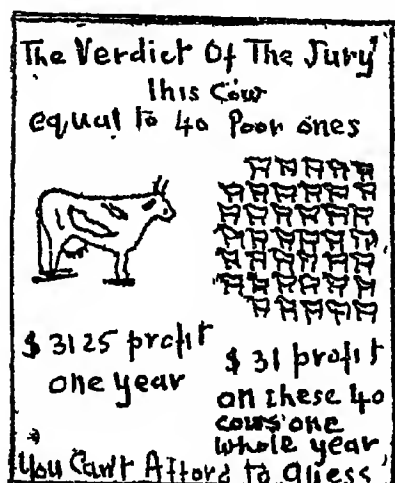 The Verdict Of The Jury
This Cow
equal to 40 Poor ones
$ 3125 profit
one year
$ 31 profit
on these 40
cows one
whole year
You Can't Afford to guess